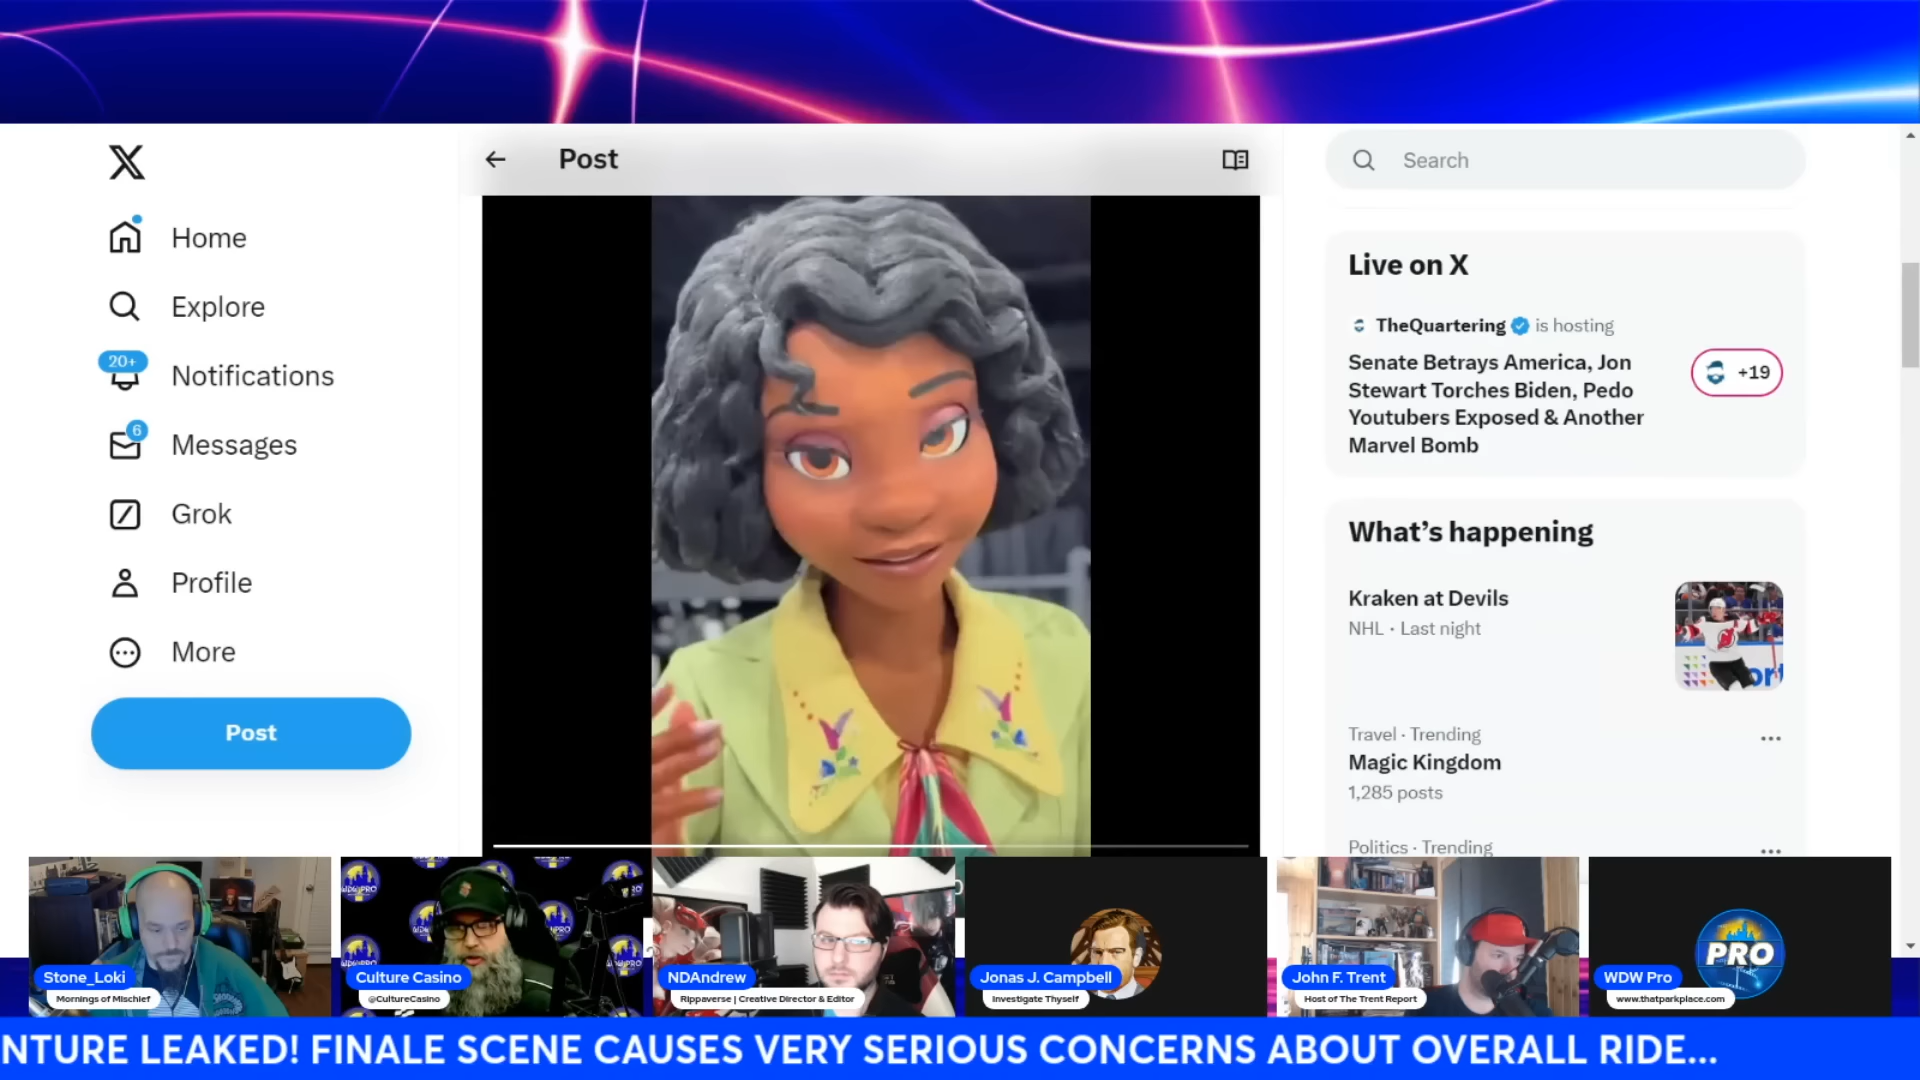 Post
Search
Home
Explore
20+
Notifications
6
Messages
Grok
Profile
More
Post
Live on X
TheQuartering is hosting
Senate Betrays America, Jon
Stewart Torches Biden, Pedo
Youtubers Exposed & Another
Marvel Bomb
+19
What's happening
Kraken at Devils
NHL · Last night
Travel · Trending
Magic Kingdom
1,285 posts
Politics · Trending
Stone_Loki
Mornings of Mischief
Culture Casino
@CultureCasino
NDAndrew
Rippaverse | Creative Director & Editor
Jonas J. Campbell
Investigate Thyself
John F. Trent
Host of The Trent Report
PRO
WDW Pro
www.thatparkplace.com
NTURE LEAKED! FINALE SCENE CAUSES VERY SERIOUS CONCERNS ABOUT OVERALL RIDE...